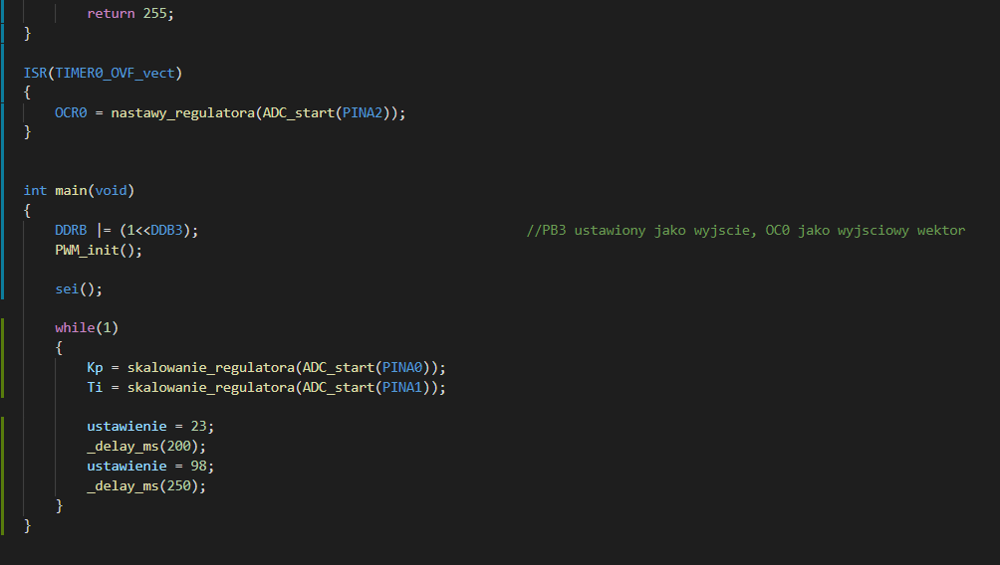 return 255;
}
ISR(TIMER0_OVF_vect)
{
OCR0 = nastawy_regulatora(ADC_start(PINA2));
}
int main(void)
{
DDRB |= (1<<DDB3); //PB3 ustawiony jako wyjscie, OC0 jako wyjsciowy wektor
PWM_init();
sei();
while(1)
{
Kp = skalowanie_regulatora(ADC_start(PINA0));
Ti = skalowanie_regulatora(ADC_start(PINA1));
ustawienie = 23;
_delay_ms(200);
ustawienie = 98;
_delay_ms(250);
}
}